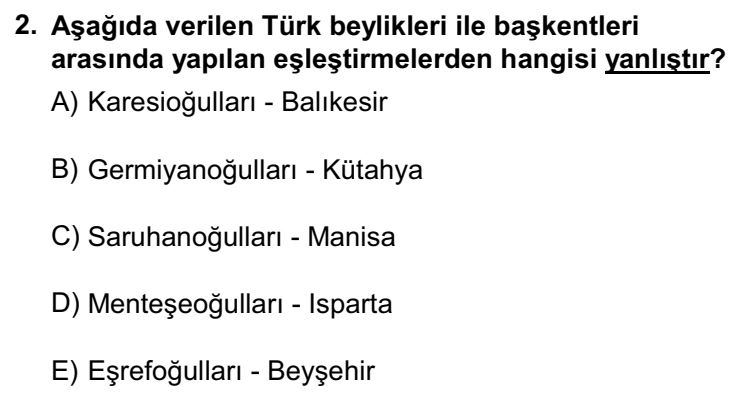 2. Aşağıda verilen Türk beylikleri ile başkentleri
arasında yapılan eşleştirmelerden hangisi yanlıştır?
A) Karesioğulları - Balıkesir
B) Germiyanoğulları - Kütahya
C) Saruhanoğulları - Manisa
D) Menteşeoğulları - Isparta
E) Eşrefoğulları - Beyşehir